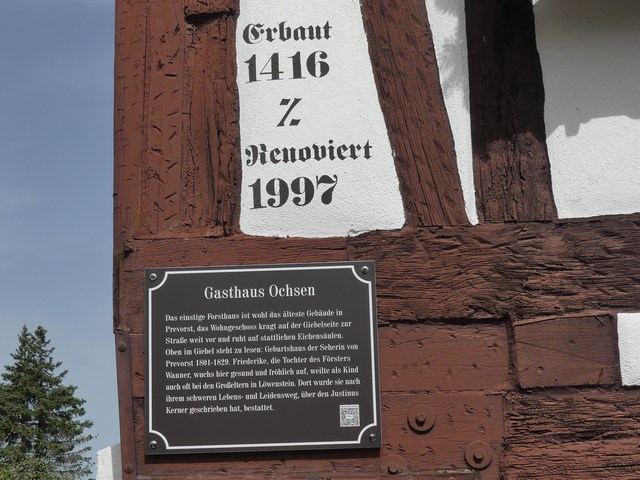 Erbaut
1416
Z
Renoviert
1997
Gasthaus Ochsen
Das einstige Forsthaus ist wohl das älteste Gebäude in
Prevorst, das Wohngeschoss kragt auf der Giebelseite zur
Straße weit vor und ruht auf stattlichen Eichensäulen.
Oben im Giebel steht zu lesen: Geburtshaus der Seherin von
Prevorst 1801-1829. Friederike, die Tochter des Försters
Wanner, wuchs hier gesund und fröhlich auf, weilte als Kind
auch oft bei den Großeltern in Löwenstein. Dort wurde sie nach
ihrem schweren Lebens- und Leidensweg, über den Justinus
Kerner geschrieben hat, bestattet.